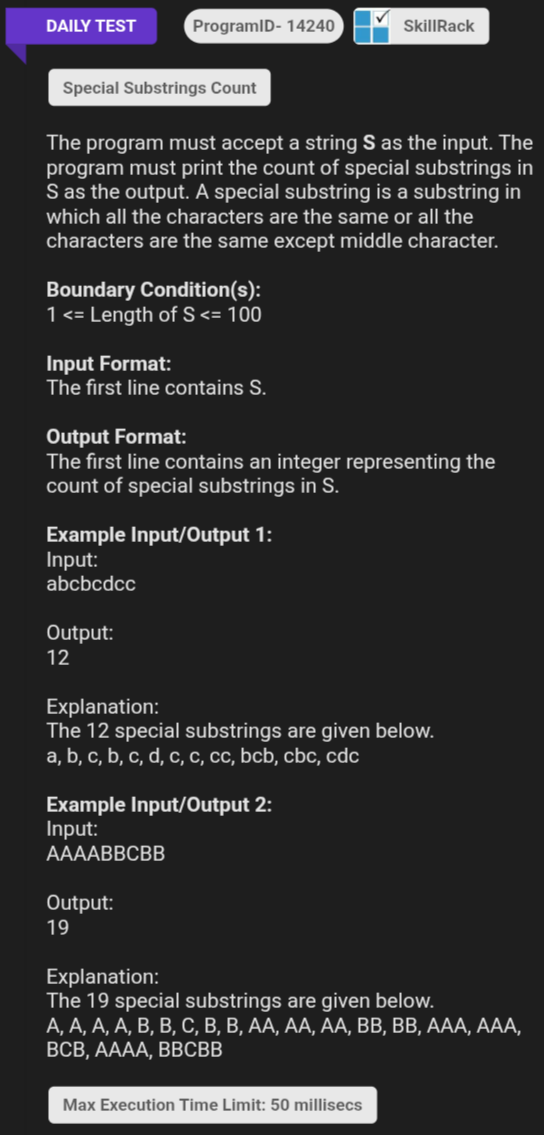 DAILY TEST
ProgramID- 14240
SkillRack
Special Substrings Count
The program must accept a string S as the input. The
program must print the count of special substrings in
S as the output. A special substring is a substring in
which all the characters are the same or all the
characters are the same except middle character.
Boundary Condition(s):
1 <= Length of S <= 100
Input Format:
The first line contains S.
Output Format:
The first line contains an integer representing the
count of special substrings in S.
Example Input/Output 1:
Input:
abcbcdcc
Output:
12
Explanation:
The 12 special substrings are given below.
a, b, c, b, c, d, c, c, cc, bcb, cbc, cdc
Example Input/Output 2:
Input:
AAAABBCBB
Output:
19
Explanation:
The 19 special substrings are given below.
A, A, A, A, B, B, C, B, B, AA, AA, AA, BB, BB, AAA, AAA,
BCB, AAAA, BBCBB
Max Execution Time Limit: 50 millisecs